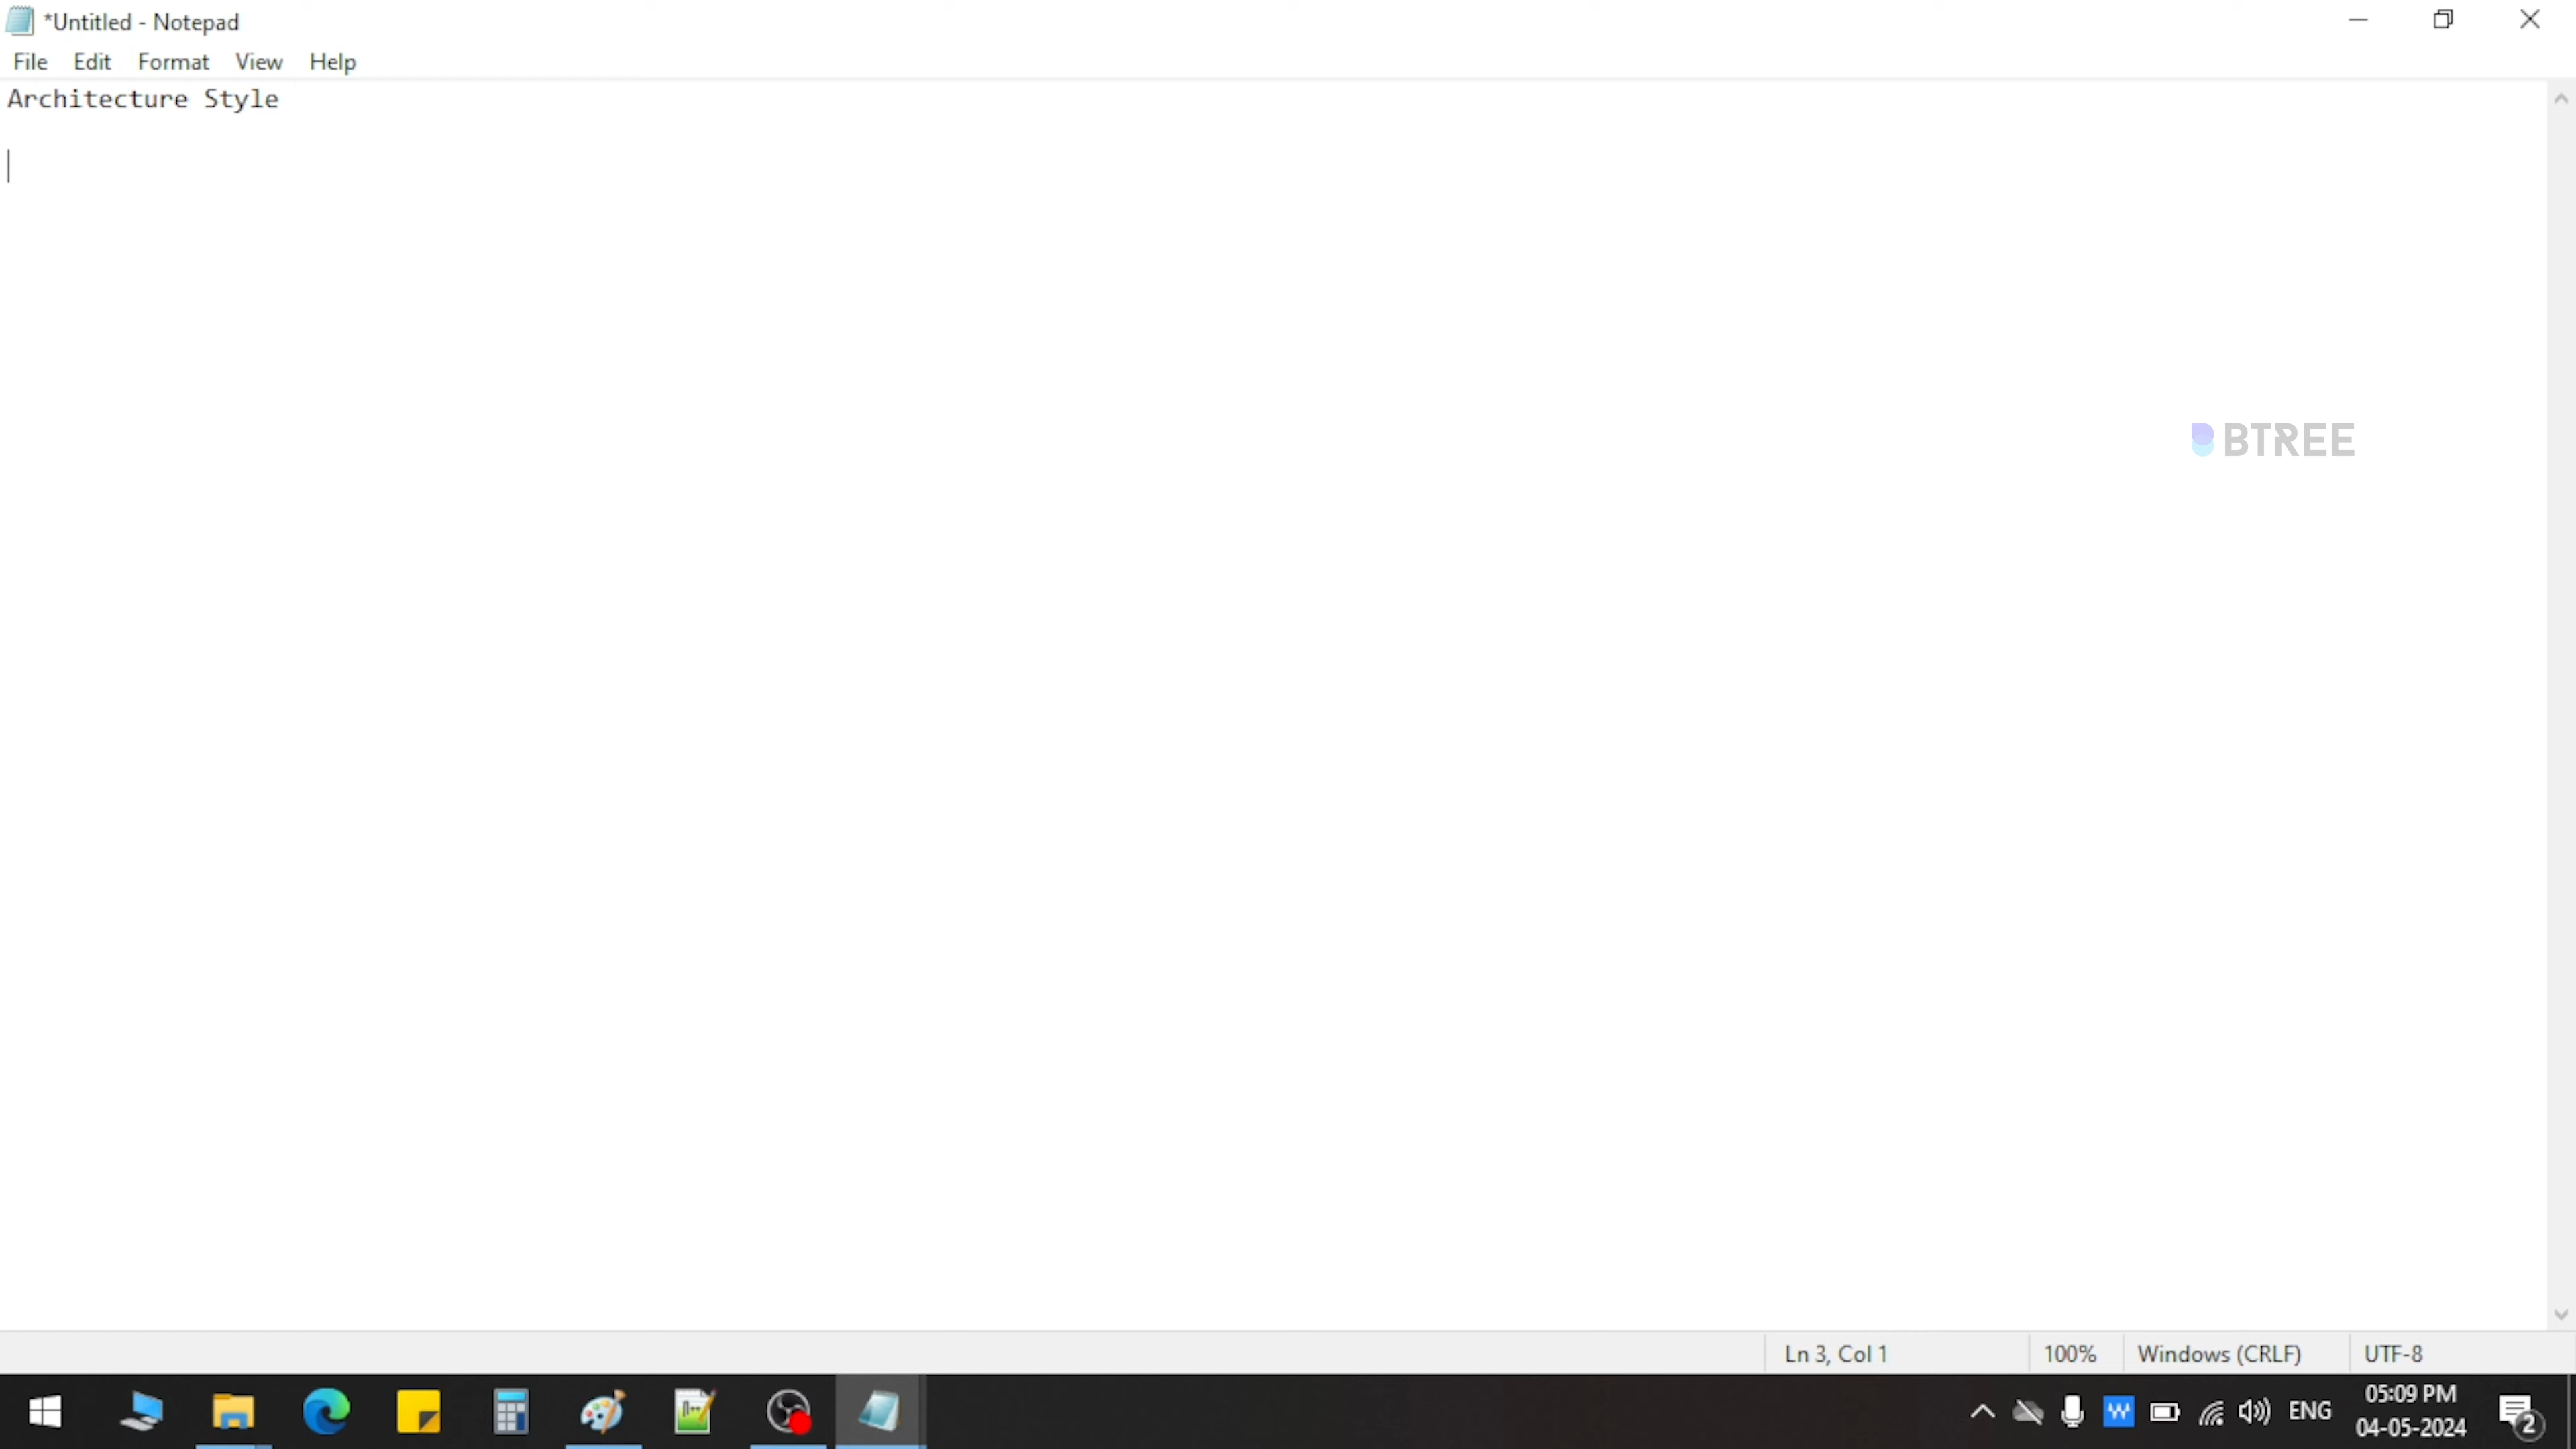 *Untitled - Notepad
File Edit Format View Help
Architecture Style
BTREE
Ln 3, Col 1 100% Windows (CRLF) UTF-8
W ENG 05:09 PM
04-05-2024 2